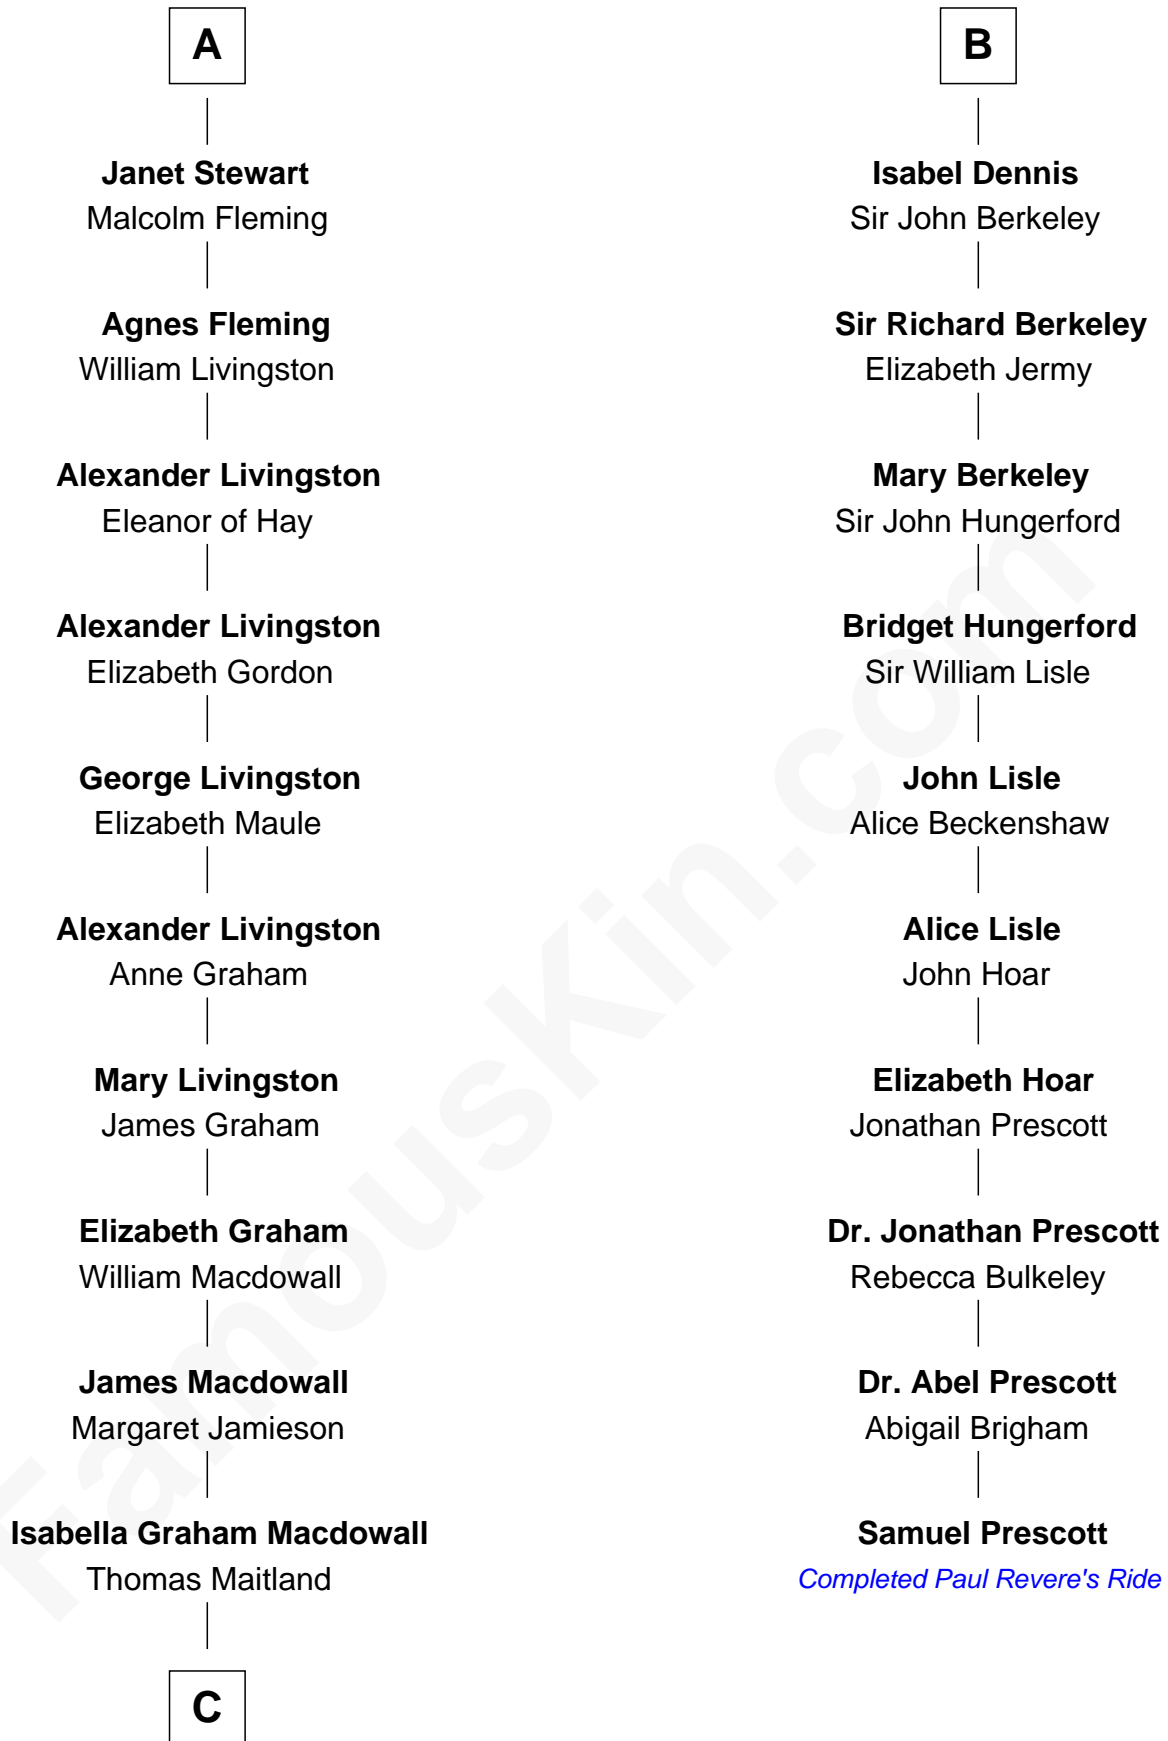 A
Janet Stewart
Malcolm Fleming
Agnes Fleming
William Livingston
Alexander Livingston
Eleanor of Hay
Alexander Livingston
Elizabeth Gordon
George Livingston
Elizabeth Maule
Alexander Livingston
Anne Graham
Mary Livingston
James Graham
Elizabeth Graham
William Macdowall
James Macdowall
Margaret Jamieson
Isabella Graham Macdowall
Thomas Maitland
C
B
Isabel Dennis
Sir John Berkeley
Sir Richard Berkeley
Elizabeth Jermy
Mary Berkeley
Sir John Hungerford
Bridget Hungerford
Sir William Lisle
John Lisle
Alice Beckenshaw
Alice Lisle
John Hoar
Elizabeth Hoar
Jonathan Prescott
Dr. Jonathan Prescott
Rebecca Bulkeley
Dr. Abel Prescott
Abigail Brigham
Samuel Prescott
Completed Paul Revere's Ride
FamousKin.com